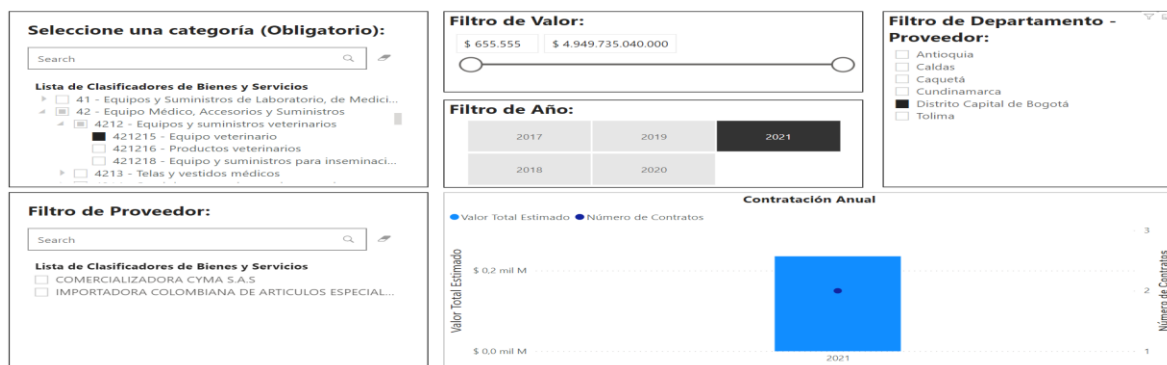 Seleccione una categoría (Obligatorio):
Search
Lista de Clasificadores de Bienes y Servicios
41 - Equipos y Suministros de Laboratorio, de Medici...
42 - Equipo Médico, Accesorios y Suministros
4212 - Equipos y suministros veterinarios
421215 - Equipo veterinario
421216 - Productos veterinarios
421218 - Equipo y suministros para inseminaci...
4213 - Telas y vestidos médicos
Filtro de Valor:
$ 655.555
$ 4.949.735.040.000
Filtro de Año:
2017
2019
2021
2018
2020
Filtro de Departamento -
Proveedor:
Antioquia
Caldas
Caquetá
Cundinamarca
Distrito Capital de Bogotá
Tolima
Filtro de Proveedor:
Search
Lista de Clasificadores de Bienes y Servicios
COMERCIALIZADORA CYMA S.A.S
IMPORTADORA COLOMBIANA DE ARTICULOS ESPECIAL...
Contratación Anual
Valor Total Estimado
Número de Contratos
Valor Total Estimado
$ 0,2 mil M
$ 0,0 mil M
2021
3
2
1
Número de Contratos